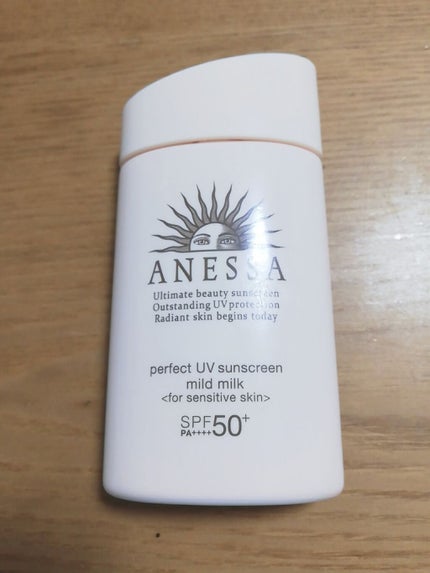 ANESSA
Ultimate beauty sunscreen
Outstanding UV protection
Radiant skin begins today
perfect UV sunscreen
mild milk
<for sensitive skin>
SPF50+
PA++++